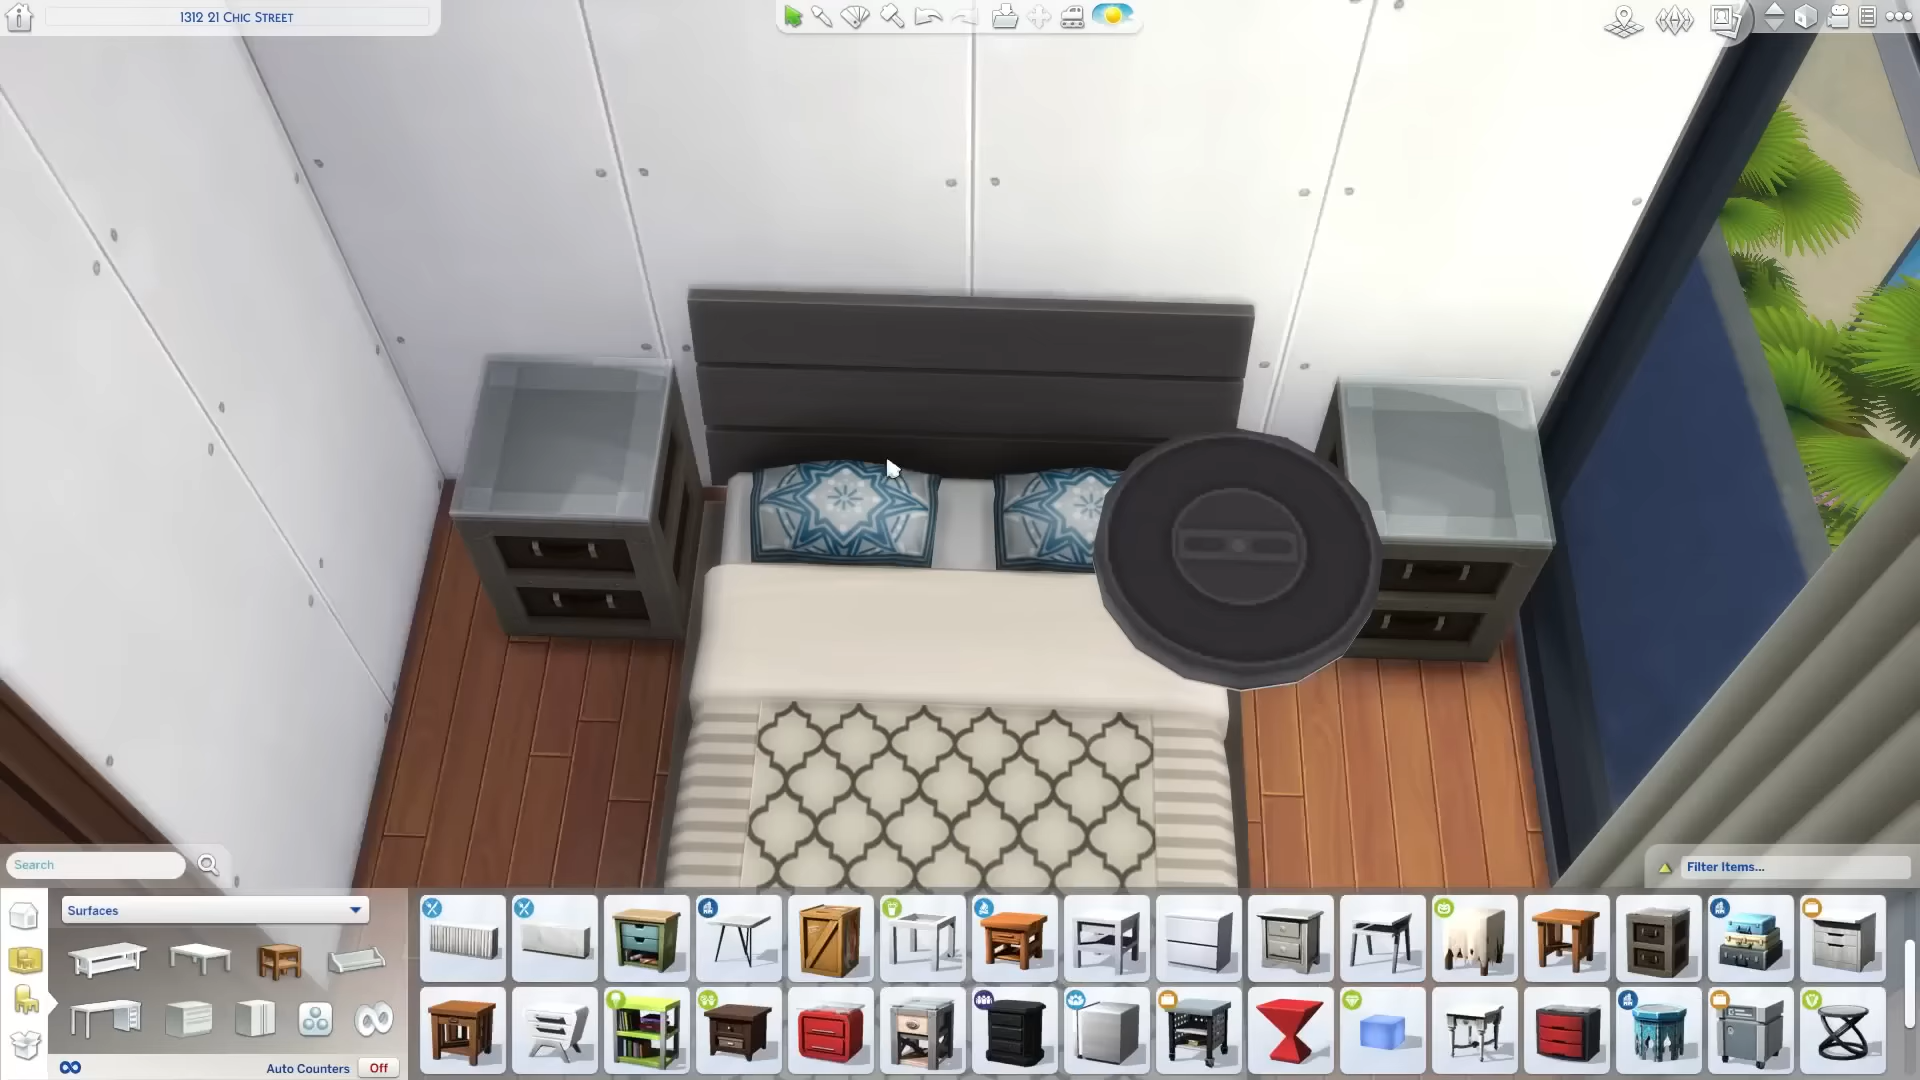 1312 21 Chic Street
Search
Filter Items...
Surfaces
Auto Counters Off